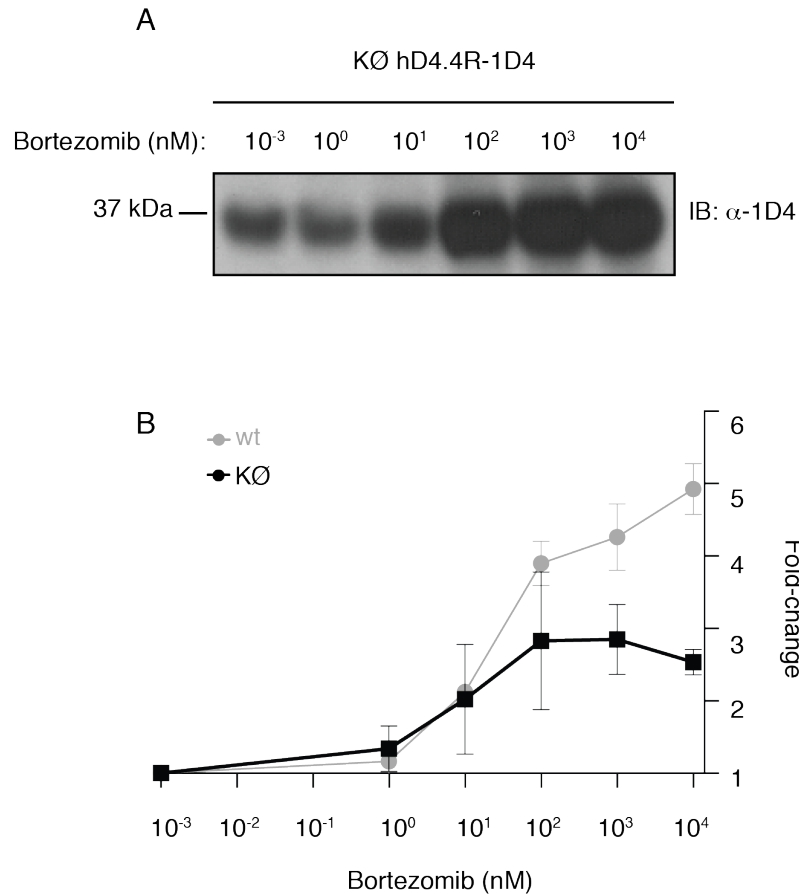 A
KØ hD4.4R-1D4
Bortezomib (nM): 10⁻³ 10⁰ 10¹ 10² 10³ 10⁴
37 kDa
IB: α-1D4
B
wt
KØ
6
5
4
3
2
1
Fold-change
10⁻³ 10⁻² 10⁻¹ 10⁰ 10¹ 10² 10³ 10⁴
Bortezomib (nM)